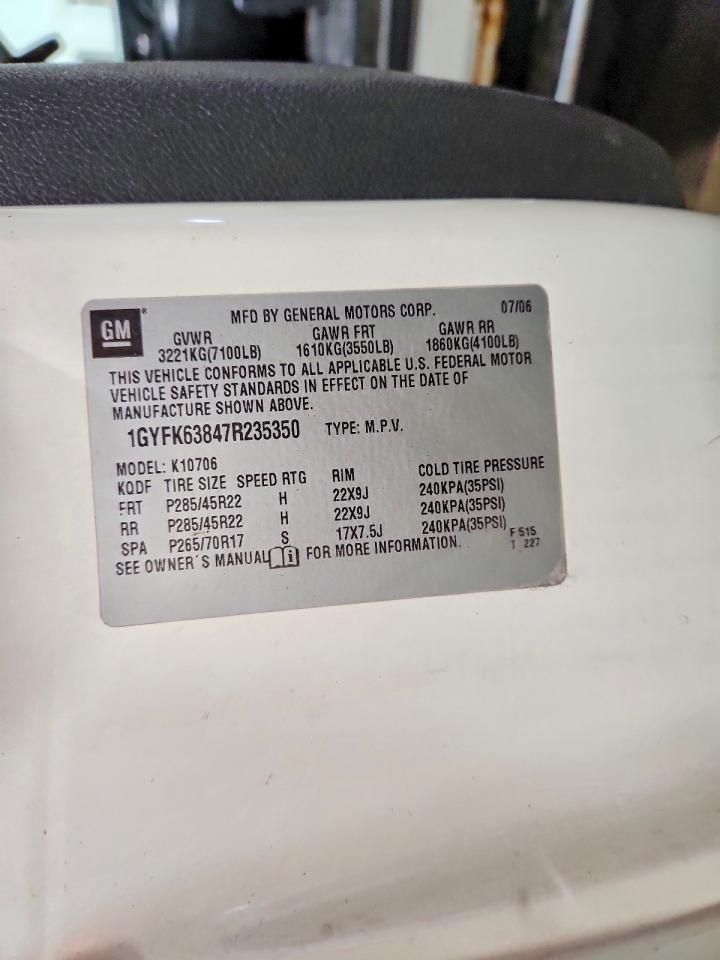 GM ®
MFD BY GENERAL MOTORS CORP. 07/06
GVWR GAWR FRT GAWR RR
3221KG(7100LB) 1610KG(3550LB) 1860KG(4100LB)
THIS VEHICLE CONFORMS TO ALL APPLICABLE U.S. FEDERAL MOTOR
VEHICLE SAFETY STANDARDS IN EFFECT ON THE DATE OF
MANUFACTURE SHOWN ABOVE.
1GYFK63847R235350 TYPE: M.P.V.
MODEL: K10706
KQDF TIRE SIZE SPEED RTG RIM COLD TIRE PRESSURE
FRT P285/45R22 H 22X9J 240KPA(35PSI)
RR P285/45R22 H 22X9J 240KPA(35PSI)
SPA P265/70R17 S 17X7.5J 240KPA(35PSI)
SEE OWNER'S MANUAL FOR MORE INFORMATION.
F 515
T 227